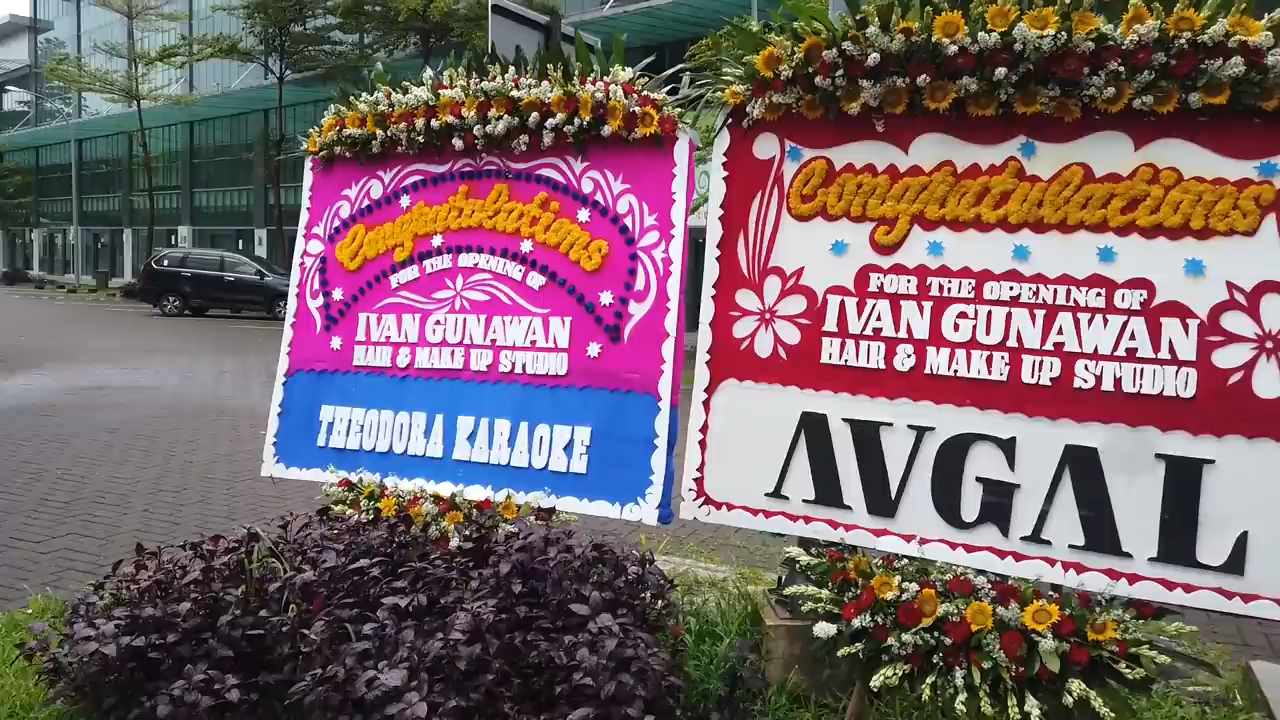 Congratulations
FOR THE OPENING OF
IVAN GUNAWAN
HAIR & MAKE UP STUDIO
THEODORA KARAOKE
Congratulations
FOR THE OPENING OF
IVAN GUNAWAN
HAIR & MAKE UP STUDIO
AVGAL